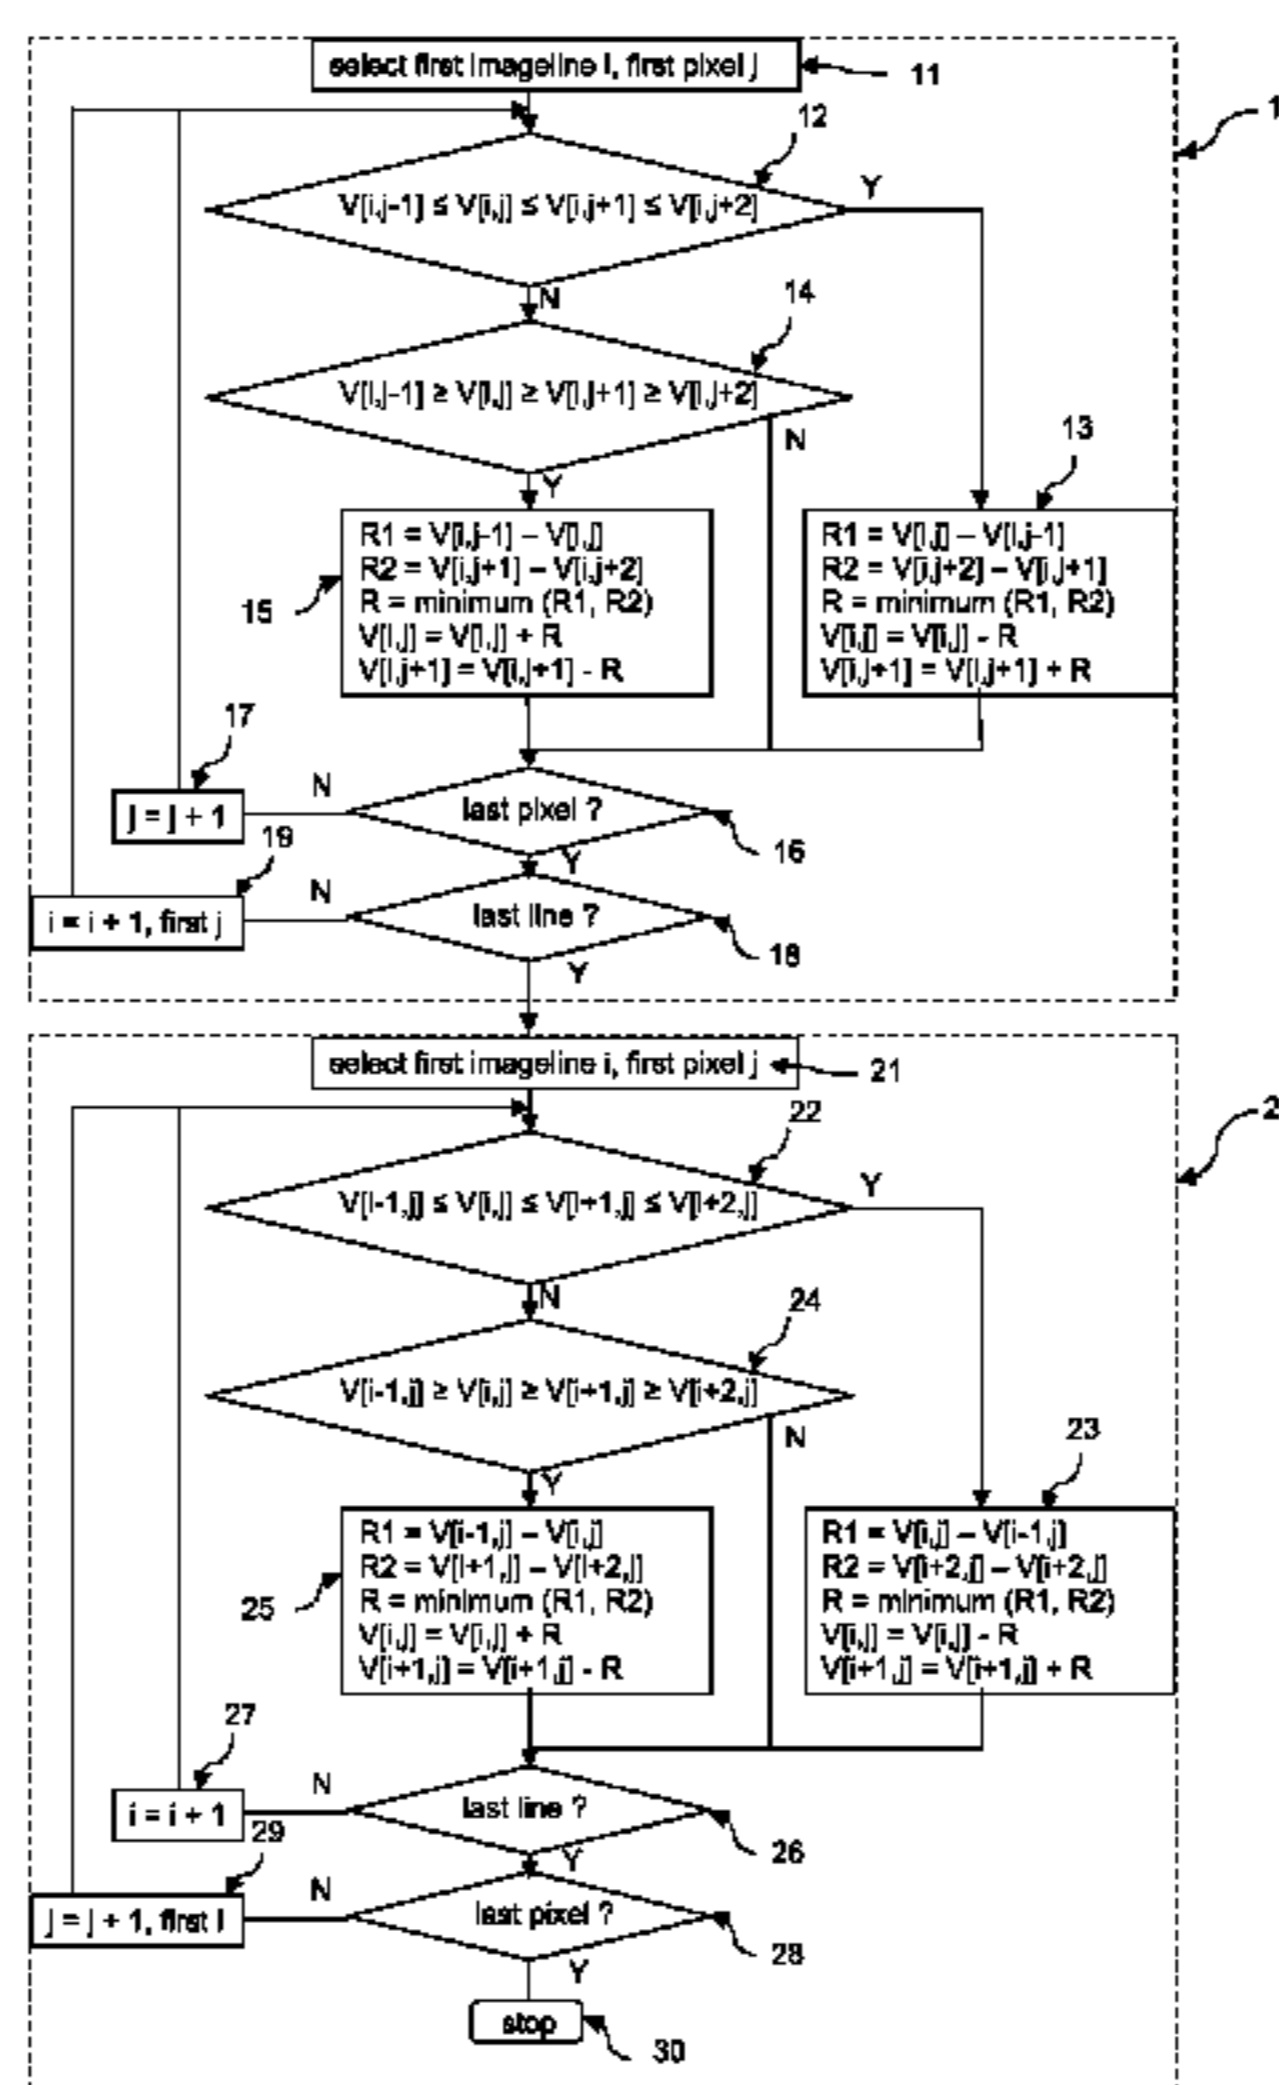 select first imageline i, first pixel j
11
1
12
V[i,j-1] ≤ V[i,j] ≤ V[i,j+1] ≤ V[i,j+2]
Y
N
14
V[i,j-1] ≥ V[i,j] ≥ V[i,j+1] ≥ V[i,j+2]
N
Y
13
R1 = V[i,j-1] – V[i,j]
R2 = V[i,j+1] – V[i,j+2]
R = minimum (R1, R2)
V[i,j] = V[i,j] + R
V[i,j+1] = V[i,j+1] - R
15
R1 = V[i,j] – V[i,j-1]
R2 = V[i,j+2] – V[i,j+1]
R = minimum (R1, R2)
V[i,j] = V[i,j] - R
V[i,j+1] = V[i,j+1] + R
17
j = j + 1
N
last pixel ?
16
Y
19
i = i + 1, first j
N
last line ?
18
Y
select first imageline i, first pixel j
21
2
22
V[i-1,j] ≤ V[i,j] ≤ V[i+1,j] ≤ V[i+2,j]
Y
N
24
V[i-1,j] ≥ V[i,j] ≥ V[i+1,j] ≥ V[i+2,j]
N
Y
23
R1 = V[i-1,j] – V[i,j]
R2 = V[i+1,j] – V[i+2,j]
R = minimum (R1, R2)
V[i,j] = V[i,j] + R
V[i+1,j] = V[i+1,j] - R
25
R1 = V[i,j] – V[i-1,j]
R2 = V[i+2,j] – V[i+2,j]
R = minimum (R1, R2)
V[i,j] = V[i,j] - R
V[i+1,j] = V[i+1,j] + R
27
i = i + 1
N
last line ?
26
Y
29
j = j + 1, first i
N
last pixel ?
28
Y
stop
30